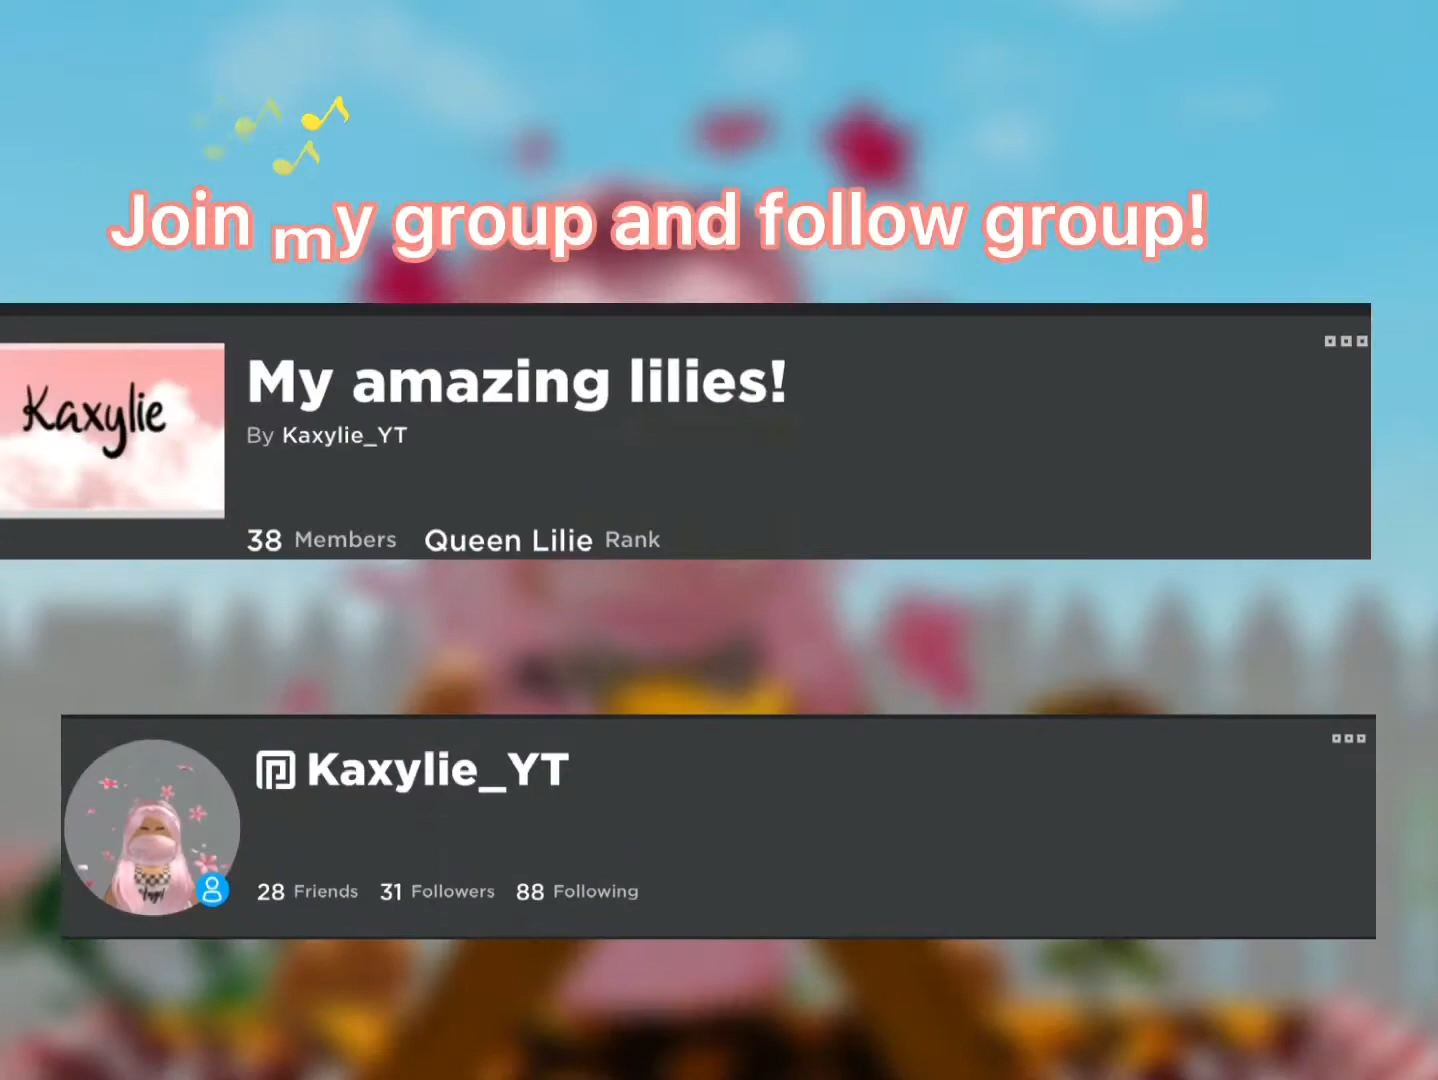 Join my group and follow group!
Kaxylie
My amazing lilies!
By Kaxylie_YT
38 Members Queen Lilie Rank
Kaxylie_YT
28 Friends 31 Followers 88 Following